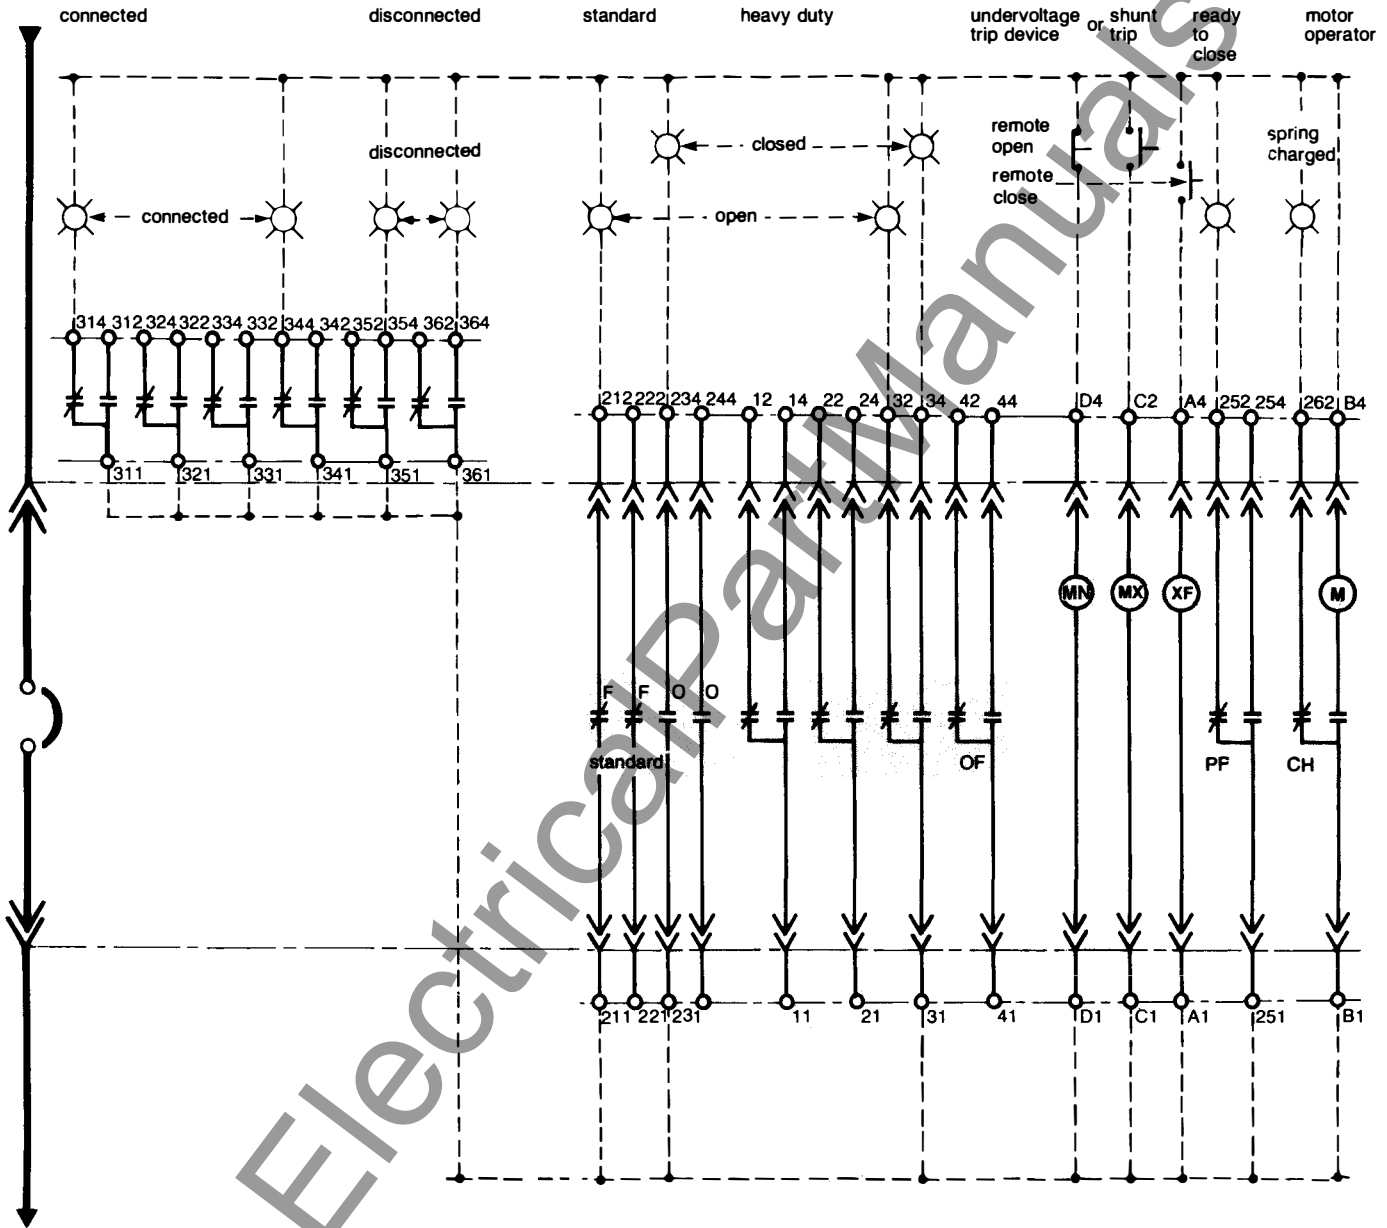 connected disconnected standard heavy duty undervoltage or shunt ready motor
trip device trip to operator
close
remote
open
closed
spring
charged
disconnected
remote
close
connected
open
314 312 324 322 334 332 344 342 352 354 362 364
212 222 234 244 12 14 22 24 32 34 42 44 D4 C2 A4 252 254 262 B4
311 321 331 341 351 361
MN MX XF M
F F O O
standard OF PF CH
211 221 231 11 21 31 41 D1 C1 A1 251 B1
ElectricalPartManuals